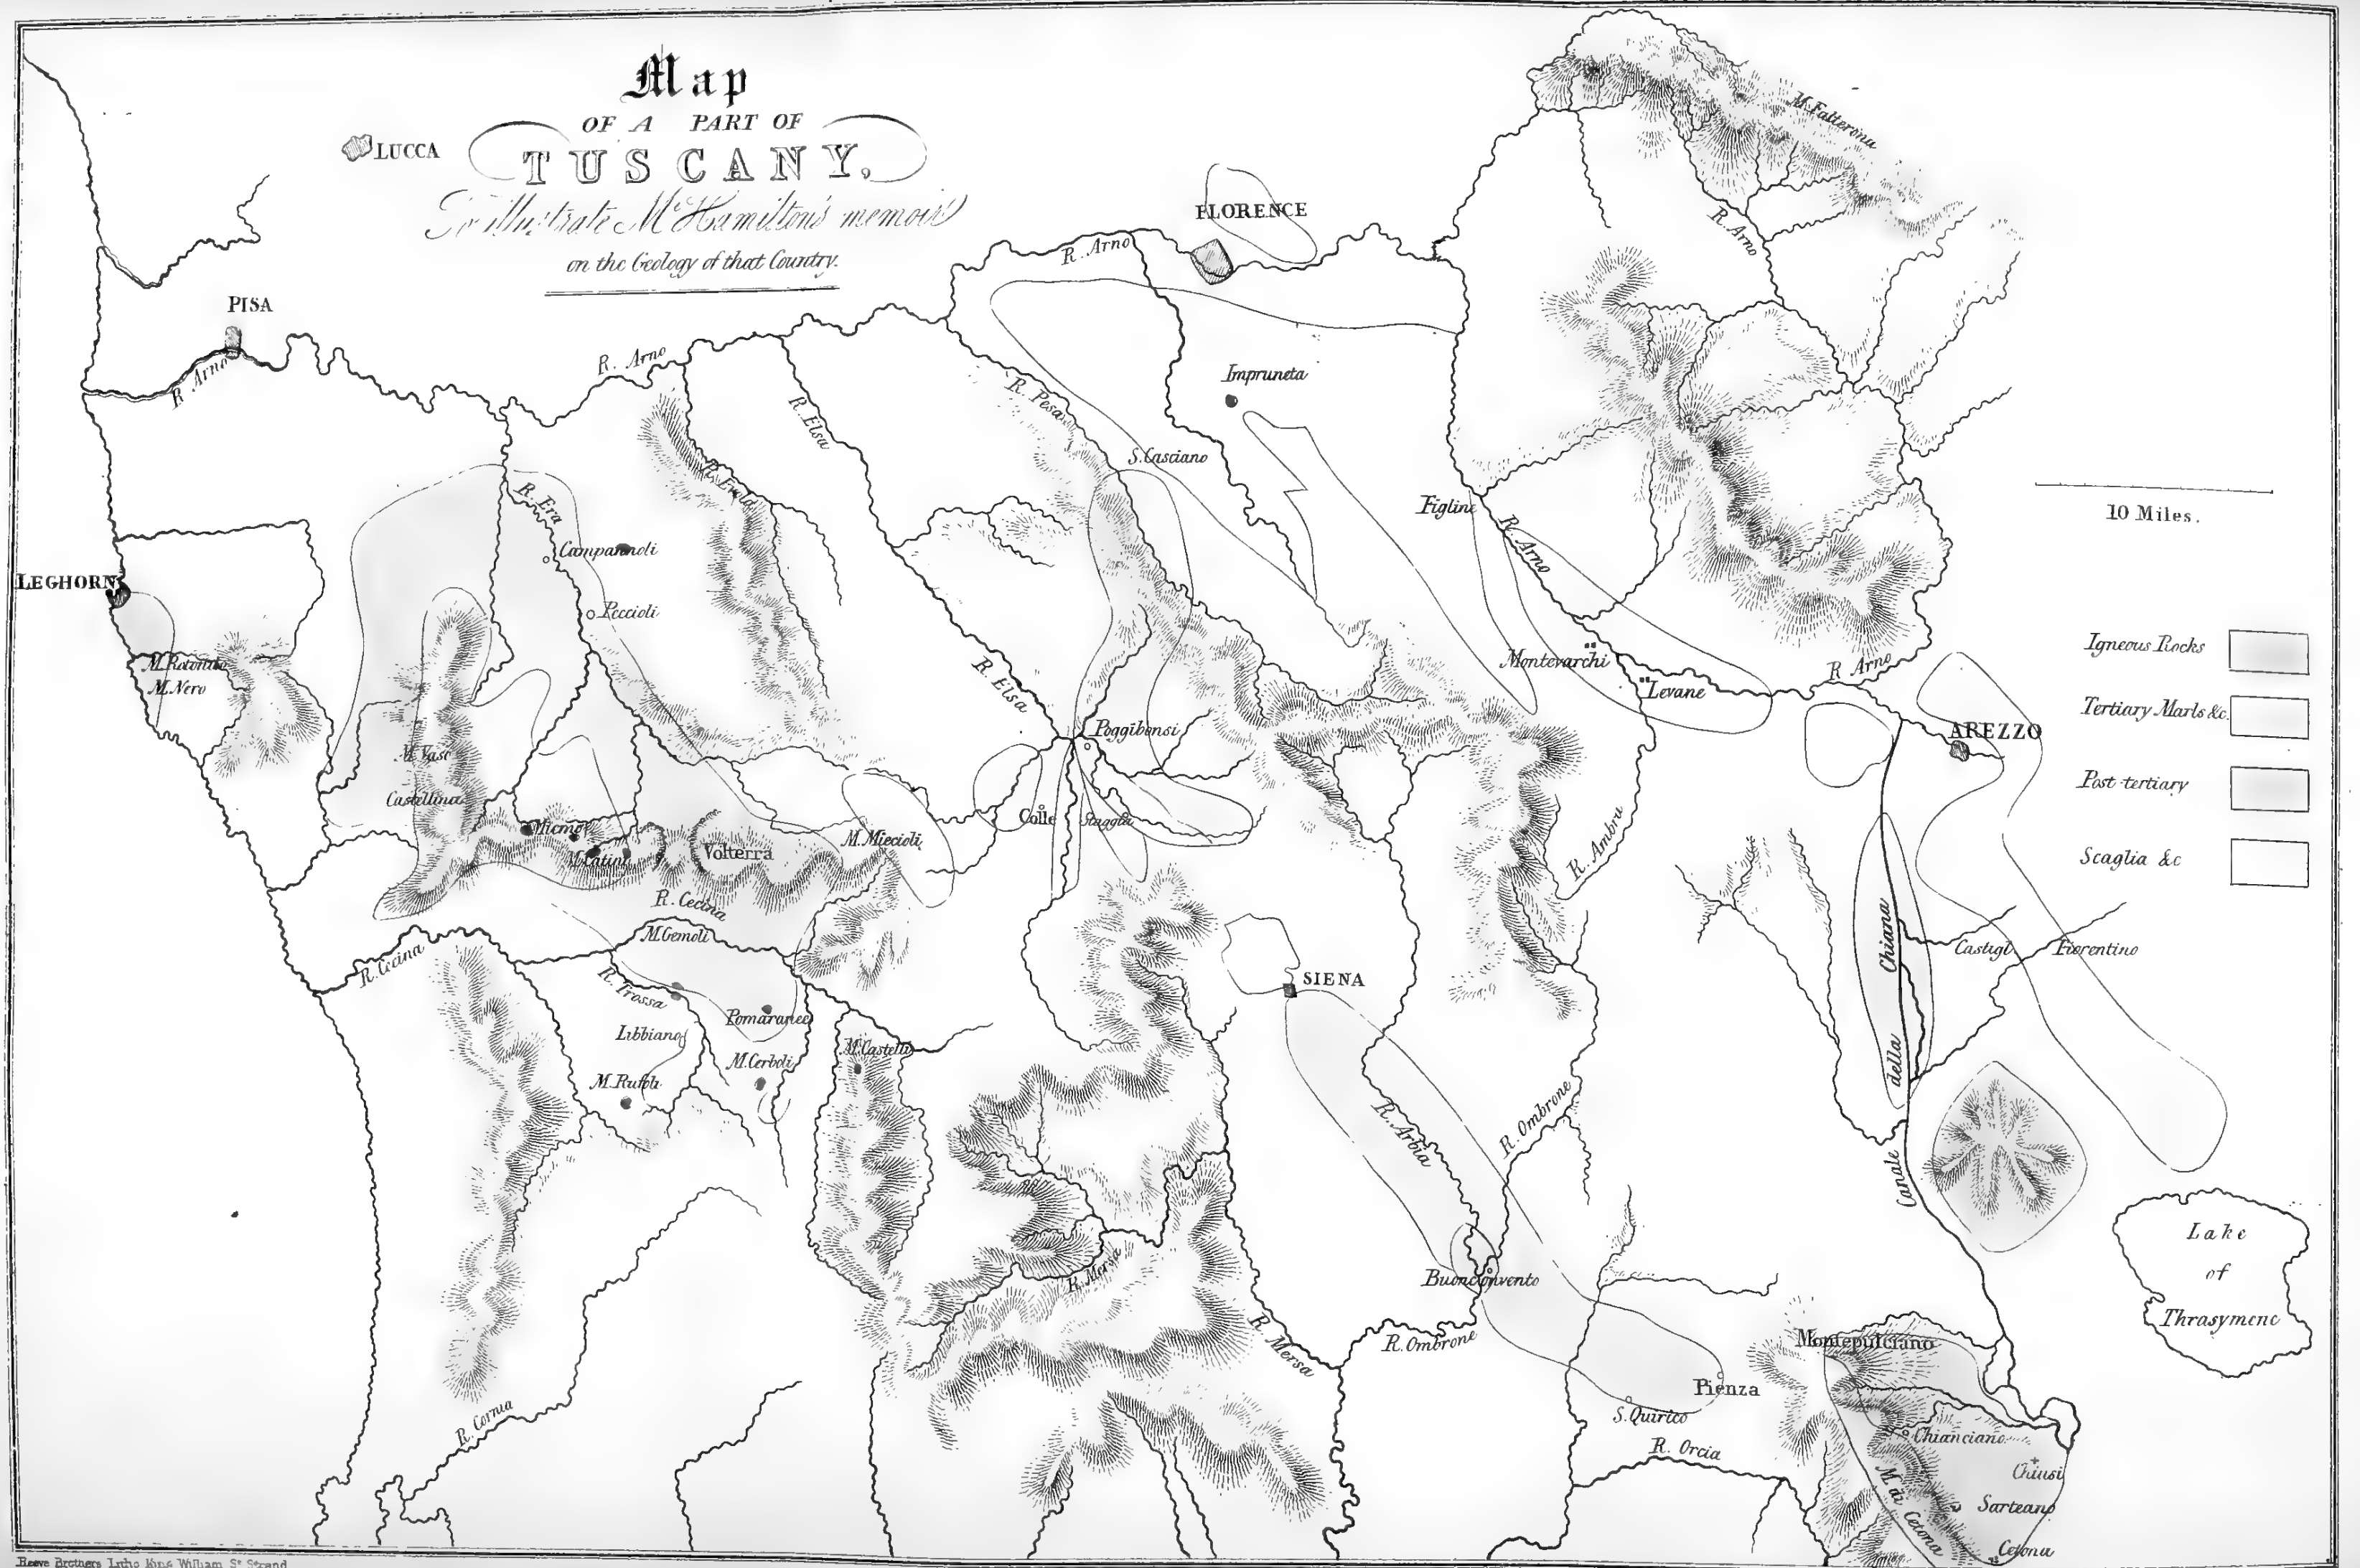 Map
OF A PART OF
TUSCANY,
To illustrate Mr. Hamilton's memoir
on the Geology of that Country.
LUCCA
FLORENCE
PISA
R. Arno
R. Arno
R. Arno
M. Falterona
R. Arno
Impruneta
R. Pesa
R. Elsa
S. Casciano
R. Evola
R. Era
Figline
R. Arno
10 Miles.
Campannoli
LEGHORN
Peccioli
M. Rotondo
M. Nero
R. Elsa
Montevarchi
Levane
R. Arno
Igneous Rocks
Tertiary Marls &c.
Post-tertiary
Scaglia &c
Poggibonsi
AREZZO
M. Vaso
Castellina
Micmo
M. Catini
Volterra
M. Miccioli
Colle
Staggia
R. Ambra
R. Cecina
M. Gemoli
R. Cecina
R. Trossa
Pomarance
Libbiano
M. Cerboli
M. Castelli
M. Rufoli
SIENA
Castigl. Fiorentino
Canale della Chiana
R. Arbia
R. Ombrone
Lake
of
Thrasymene
R. Mersa
Buonconvento
R. Mersa
R. Ombrone
Montepulciano
Pienza
S. Quirico
R. Cornia
R. Orcia
Chianciano
Chiusi
M. di Cetona
Sarteano
Cetona
Reeve Brothers Litho King William St. Strand